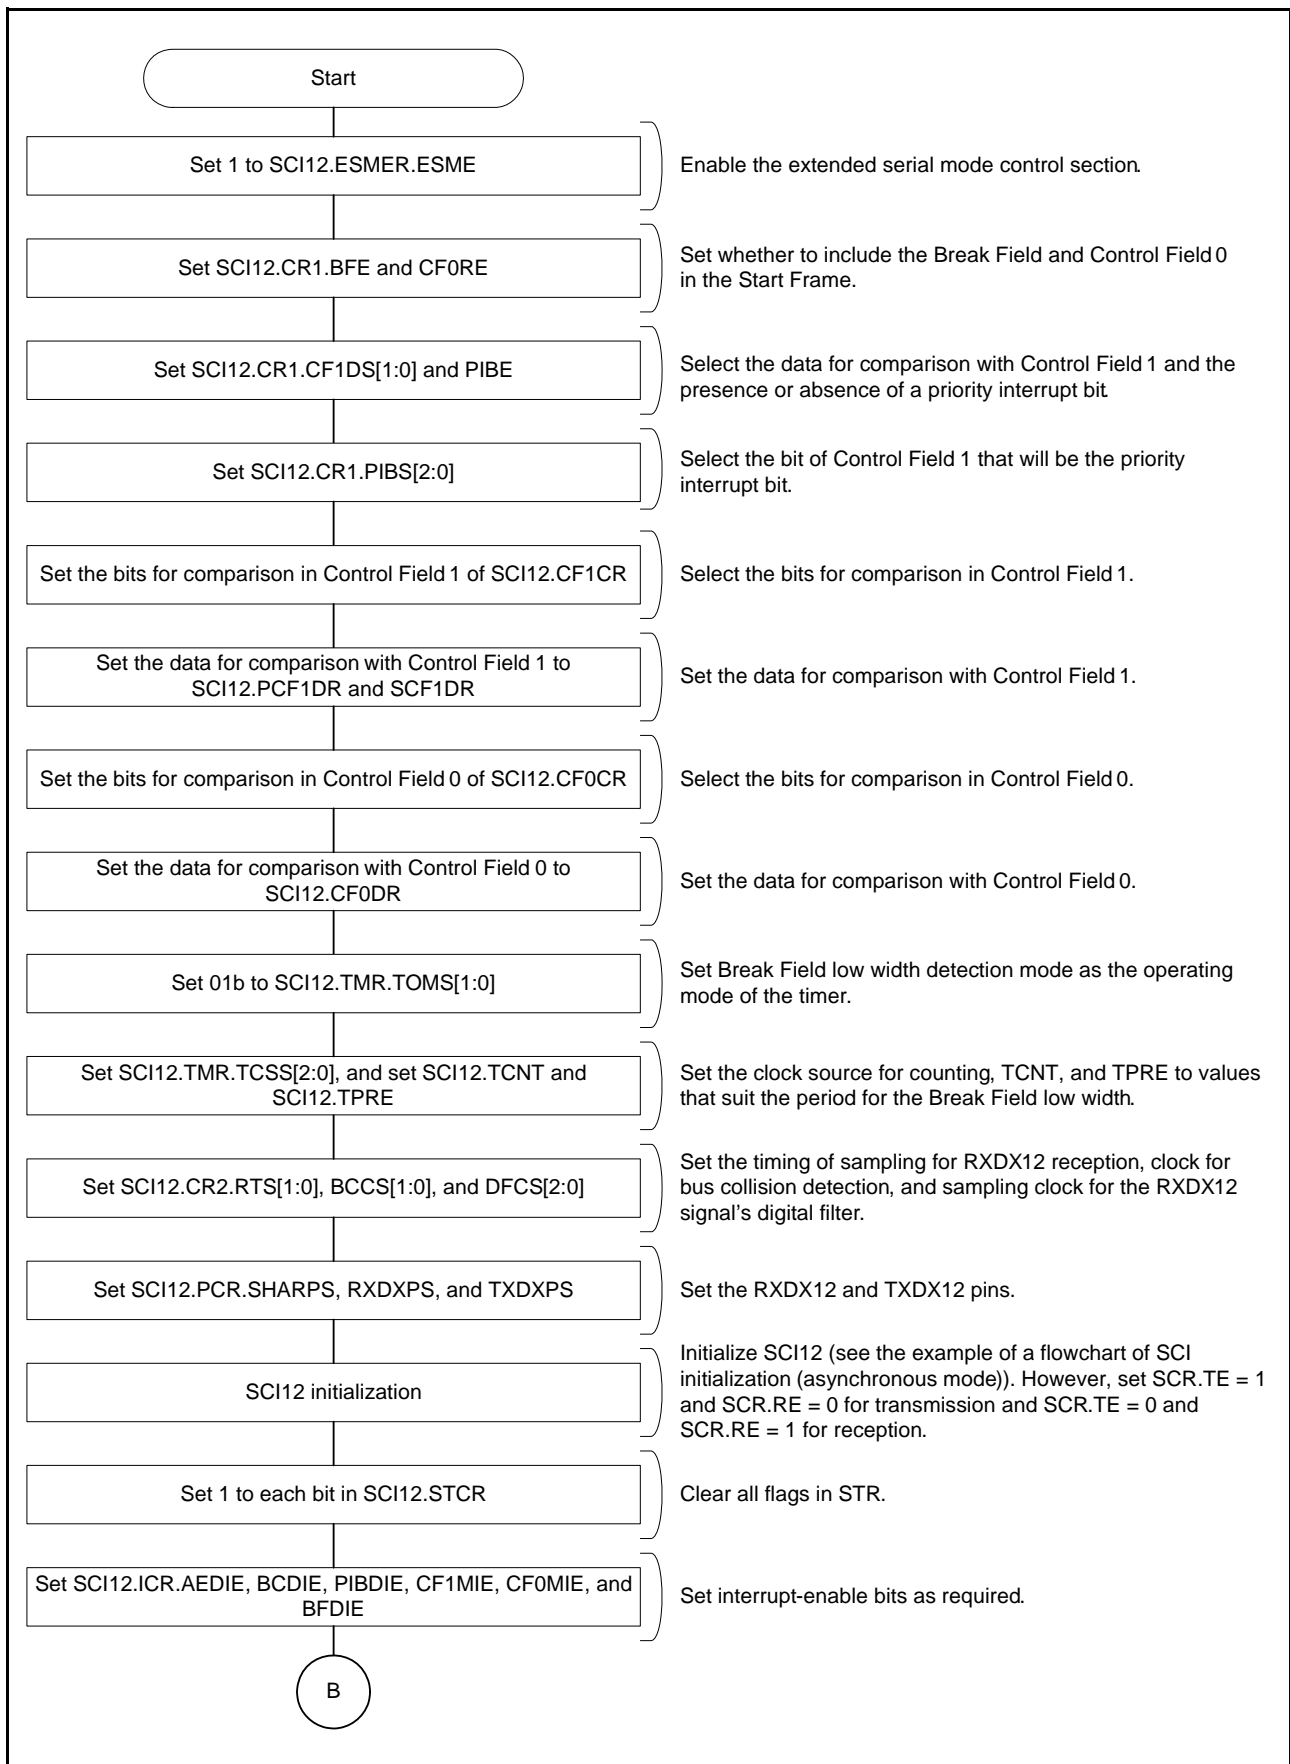 Start
Set 1 to SCI12.ESMER.ESME
Enable the extended serial mode control section.
Set SCI12.CR1.BFE and CF0RE
Set whether to include the Break Field and Control Field 0
in the Start Frame.
Set SCI12.CR1.CF1DS[1:0] and PIBE
Select the data for comparison with Control Field 1 and the
presence or absence of a priority interrupt bit.
Set SCI12.CR1.PIBS[2:0]
Select the bit of Control Field 1 that will be the priority
interrupt bit.
Set the bits for comparison in Control Field 1 of SCI12.CF1CR
Select the bits for comparison in Control Field 1.
Set the data for comparison with Control Field 1 to
SCI12.PCF1DR and SCF1DR
Set the data for comparison with Control Field 1.
Set the bits for comparison in Control Field 0 of SCI12.CF0CR
Select the bits for comparison in Control Field 0.
Set the data for comparison with Control Field 0 to
SCI12.CF0DR
Set the data for comparison with Control Field 0.
Set 01b to SCI12.TMR.TOMS[1:0]
Set Break Field low width detection mode as the operating
mode of the timer.
Set SCI12.TMR.TCSS[2:0], and set SCI12.TCNT and
SCI12.TPRE
Set the clock source for counting, TCNT, and TPRE to values
that suit the period for the Break Field low width.
Set SCI12.CR2.RTS[1:0], BCCS[1:0], and DFCS[2:0]
Set the timing of sampling for RXDX12 reception, clock for
bus collision detection, and sampling clock for the RXDX12
signal's digital filter.
Set SCI12.PCR.SHARPS, RXDXPS, and TXDXPS
Set the RXDX12 and TXDX12 pins.
SCI12 initialization
Initialize SCI12 (see the example of a flowchart of SCI
initialization (asynchronous mode)). However, set SCR.TE = 1
and SCR.RE = 0 for transmission and SCR.TE = 0 and
SCR.RE = 1 for reception.
Set 1 to each bit in SCI12.STCR
Clear all flags in STR.
Set SCI12.ICR.AEDIE, BCDIE, PIBDIE, CF1MIE, CF0MIE, and
BFDIE
Set interrupt-enable bits as required.
B